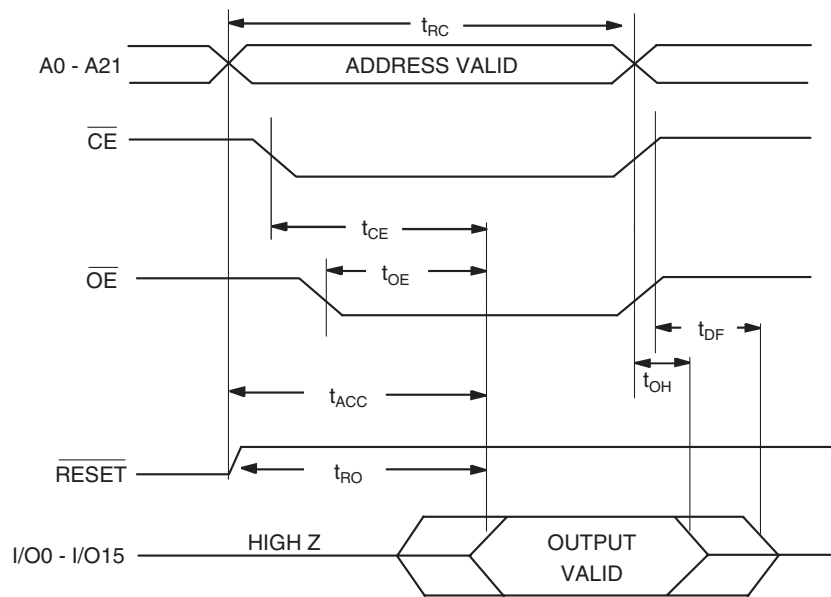 tRC
A0 - A21
ADDRESS VALID
CE
tCE
tOE
OE
tDF
tOH
tACC
RESET
tRO
I/O0 - I/O15
HIGH Z
OUTPUT
VALID